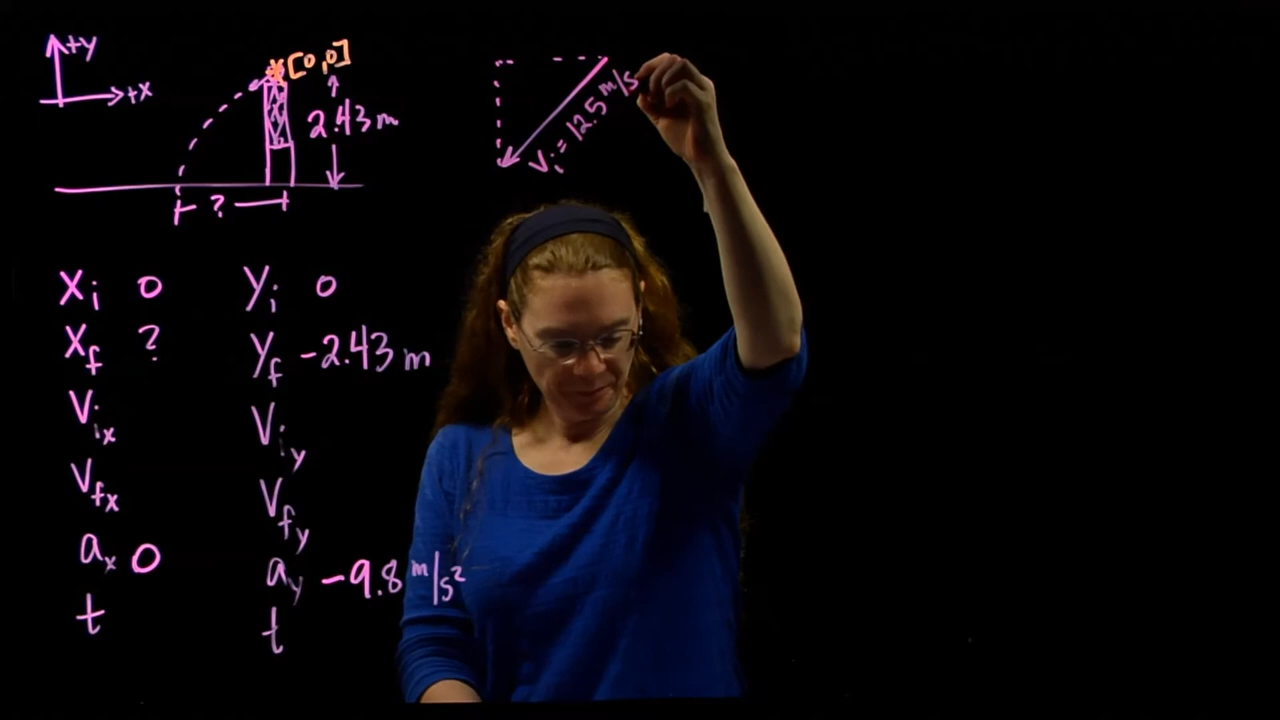 +y
+x
[0,0]
2.43 m
?
Vi = 12.5 m/s
xi 0
xf ?
Vix
Vfx
ax 0
t
yi 0
yf -2.43 m
Viy
Vfy
ay -9.8 m/s²
t